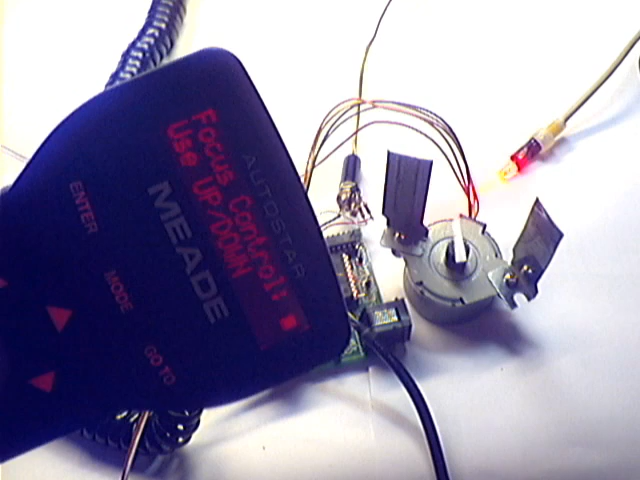 Focus Control:
Use UP/DOWN
AUTOSTAR
MEADE
ENTER
MODE
GO TO